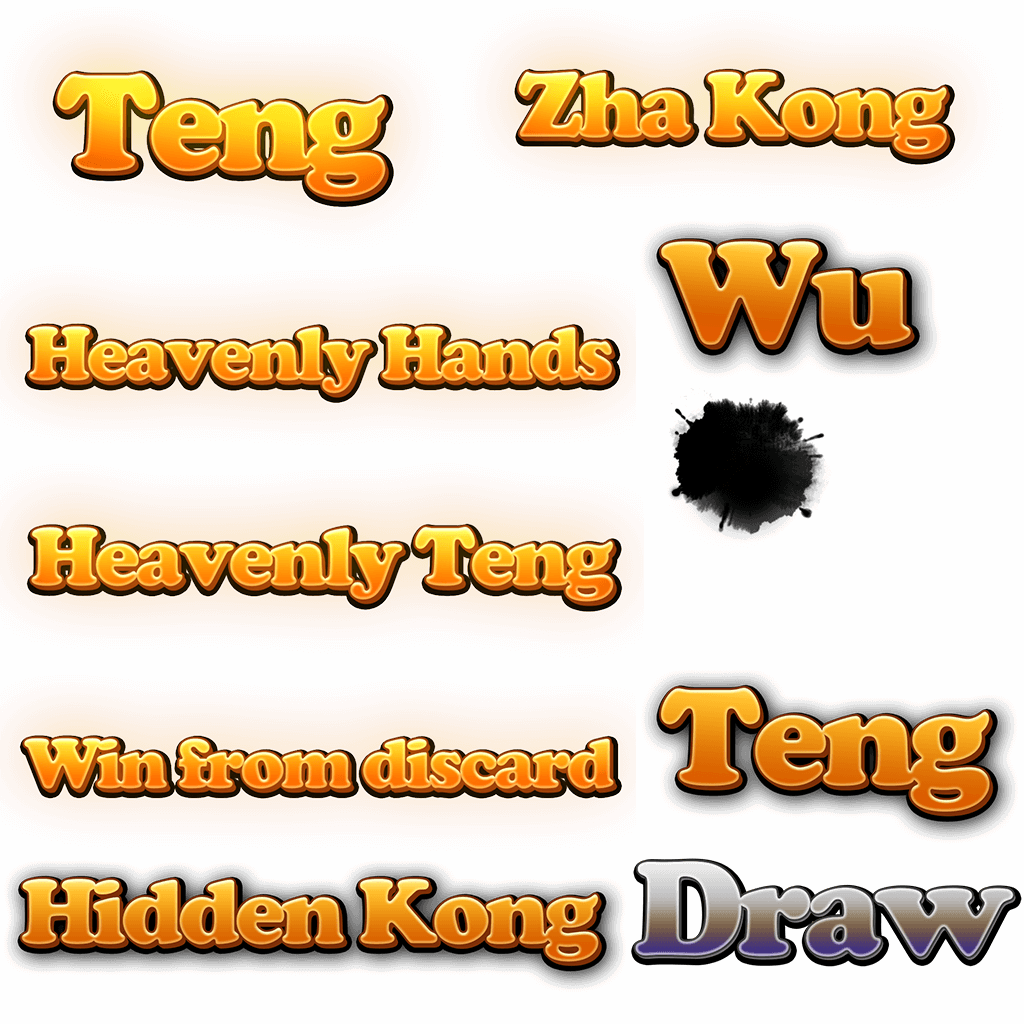 Teng
Zha Kong
Wu
Heavenly Hands
Heavenly Teng
Win from discard
Teng
Hidden Kong
Draw